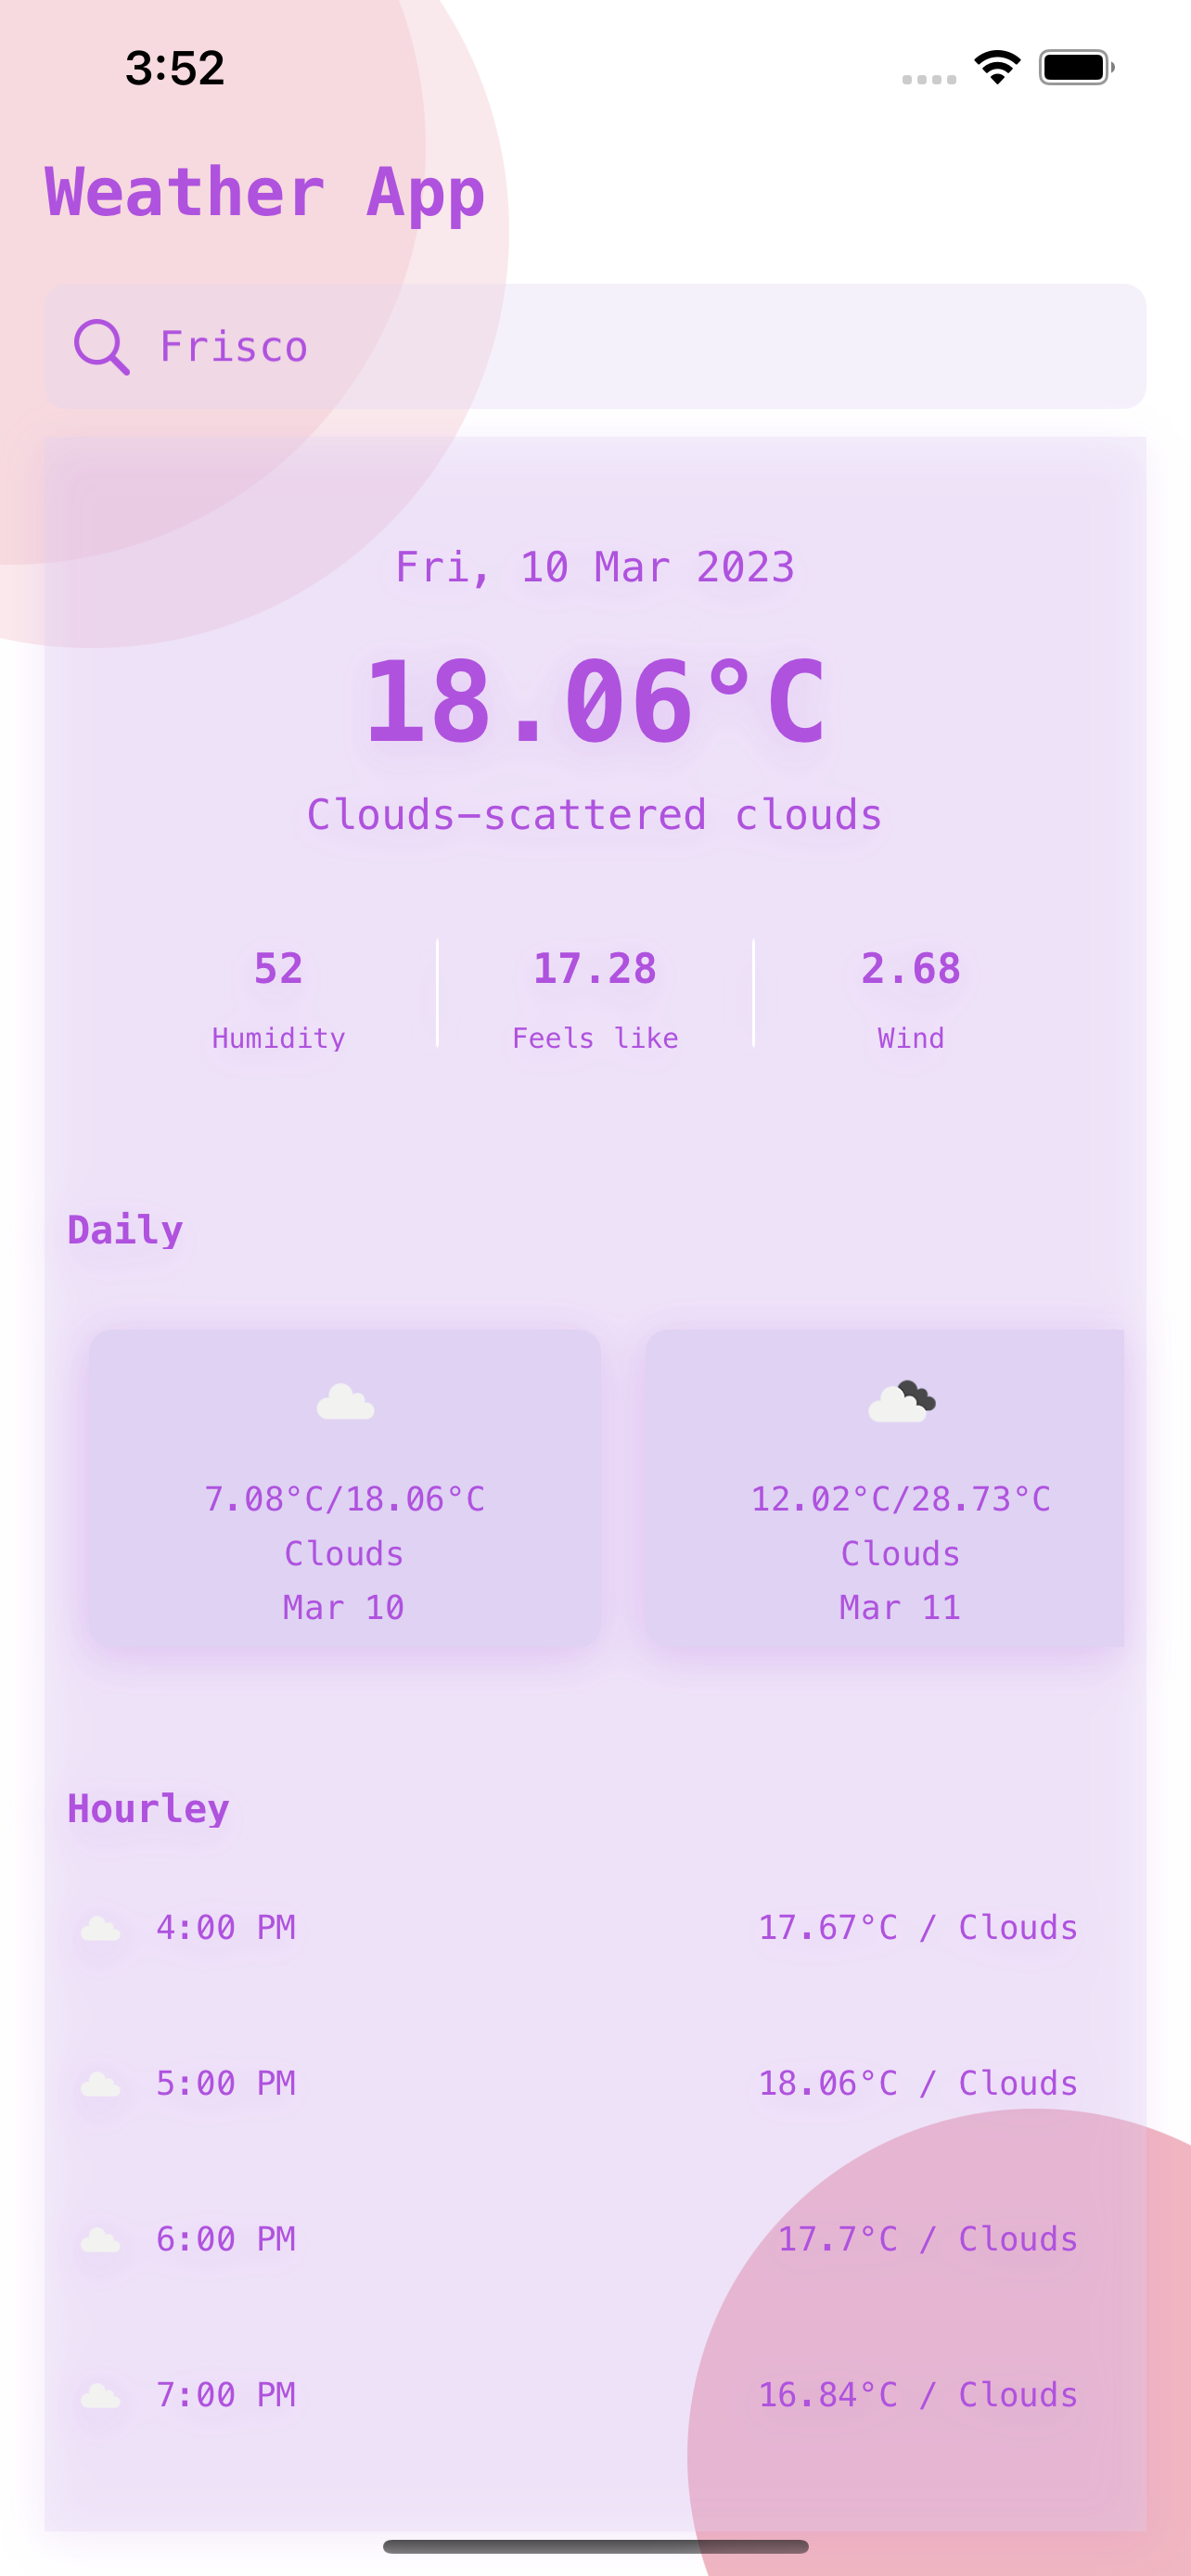 3:52
Weather App
Frisco
Fri, 10 Mar 2023
18.06°C
Clouds-scattered clouds
52 17.28 2.68
Humidity Feels like Wind
Daily
7.08°C/18.06°C 12.02°C/28.73°C
Clouds Clouds
Mar 10 Mar 11
Hourley
4:00 PM 17.67°C / Clouds
5:00 PM 18.06°C / Clouds
6:00 PM 17.7°C / Clouds
7:00 PM 16.84°C / Clouds